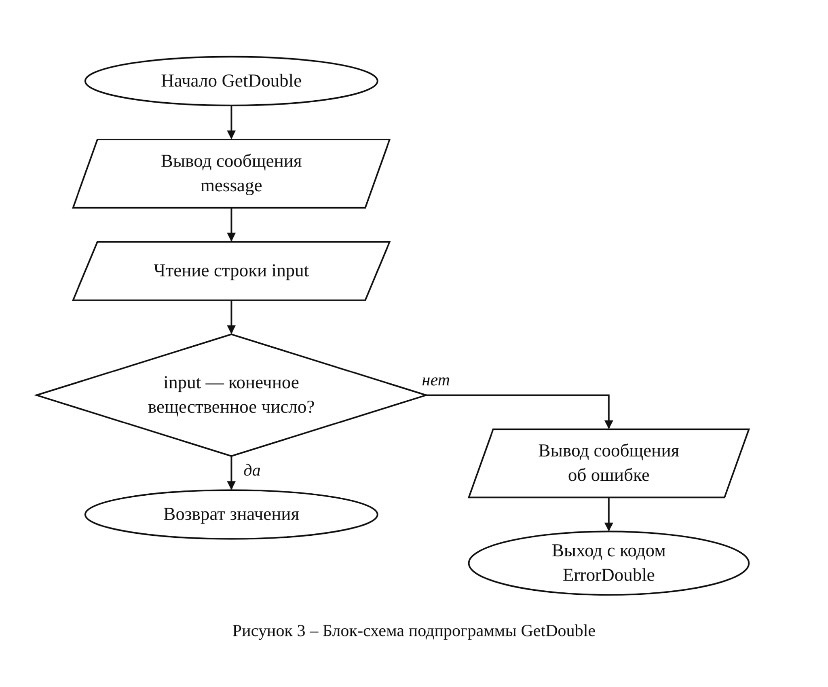 Начало GetDouble
Вывод сообщения
message
Чтение строки input
input — конечное
вещественное число?
нет
да
Вывод сообщения
об ошибке
Возврат значения
Выход с кодом
ErrorDouble
Рисунок 3 – Блок-схема подпрограммы GetDouble